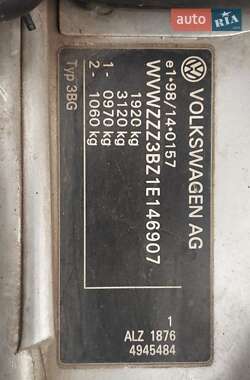 AUTO RIA .com
VOLKSWAGEN AG
e1*98/14*0157
WVWZZZ3BZ1E146907
1920 kg
3120 kg
1 - 0970 kg
2 - 1060 kg
Typ 3BG
1
ALZ 1876
4945484